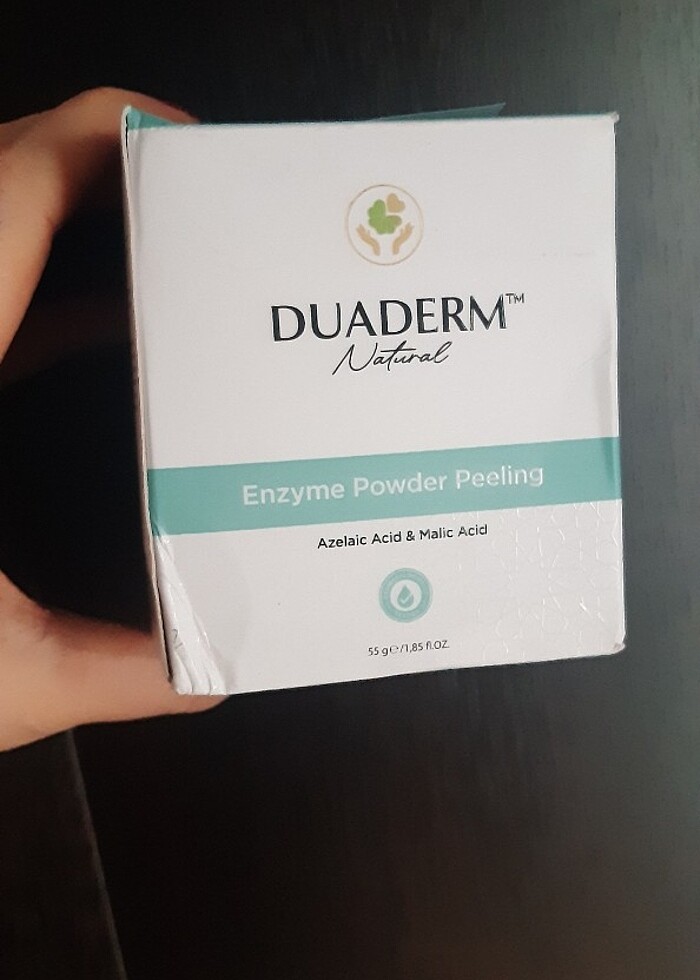 DUADERM™
Natural
Enzyme Powder Peeling
Azelaic Acid & Malic Acid
55 g ℮/1,85 fl.OZ.